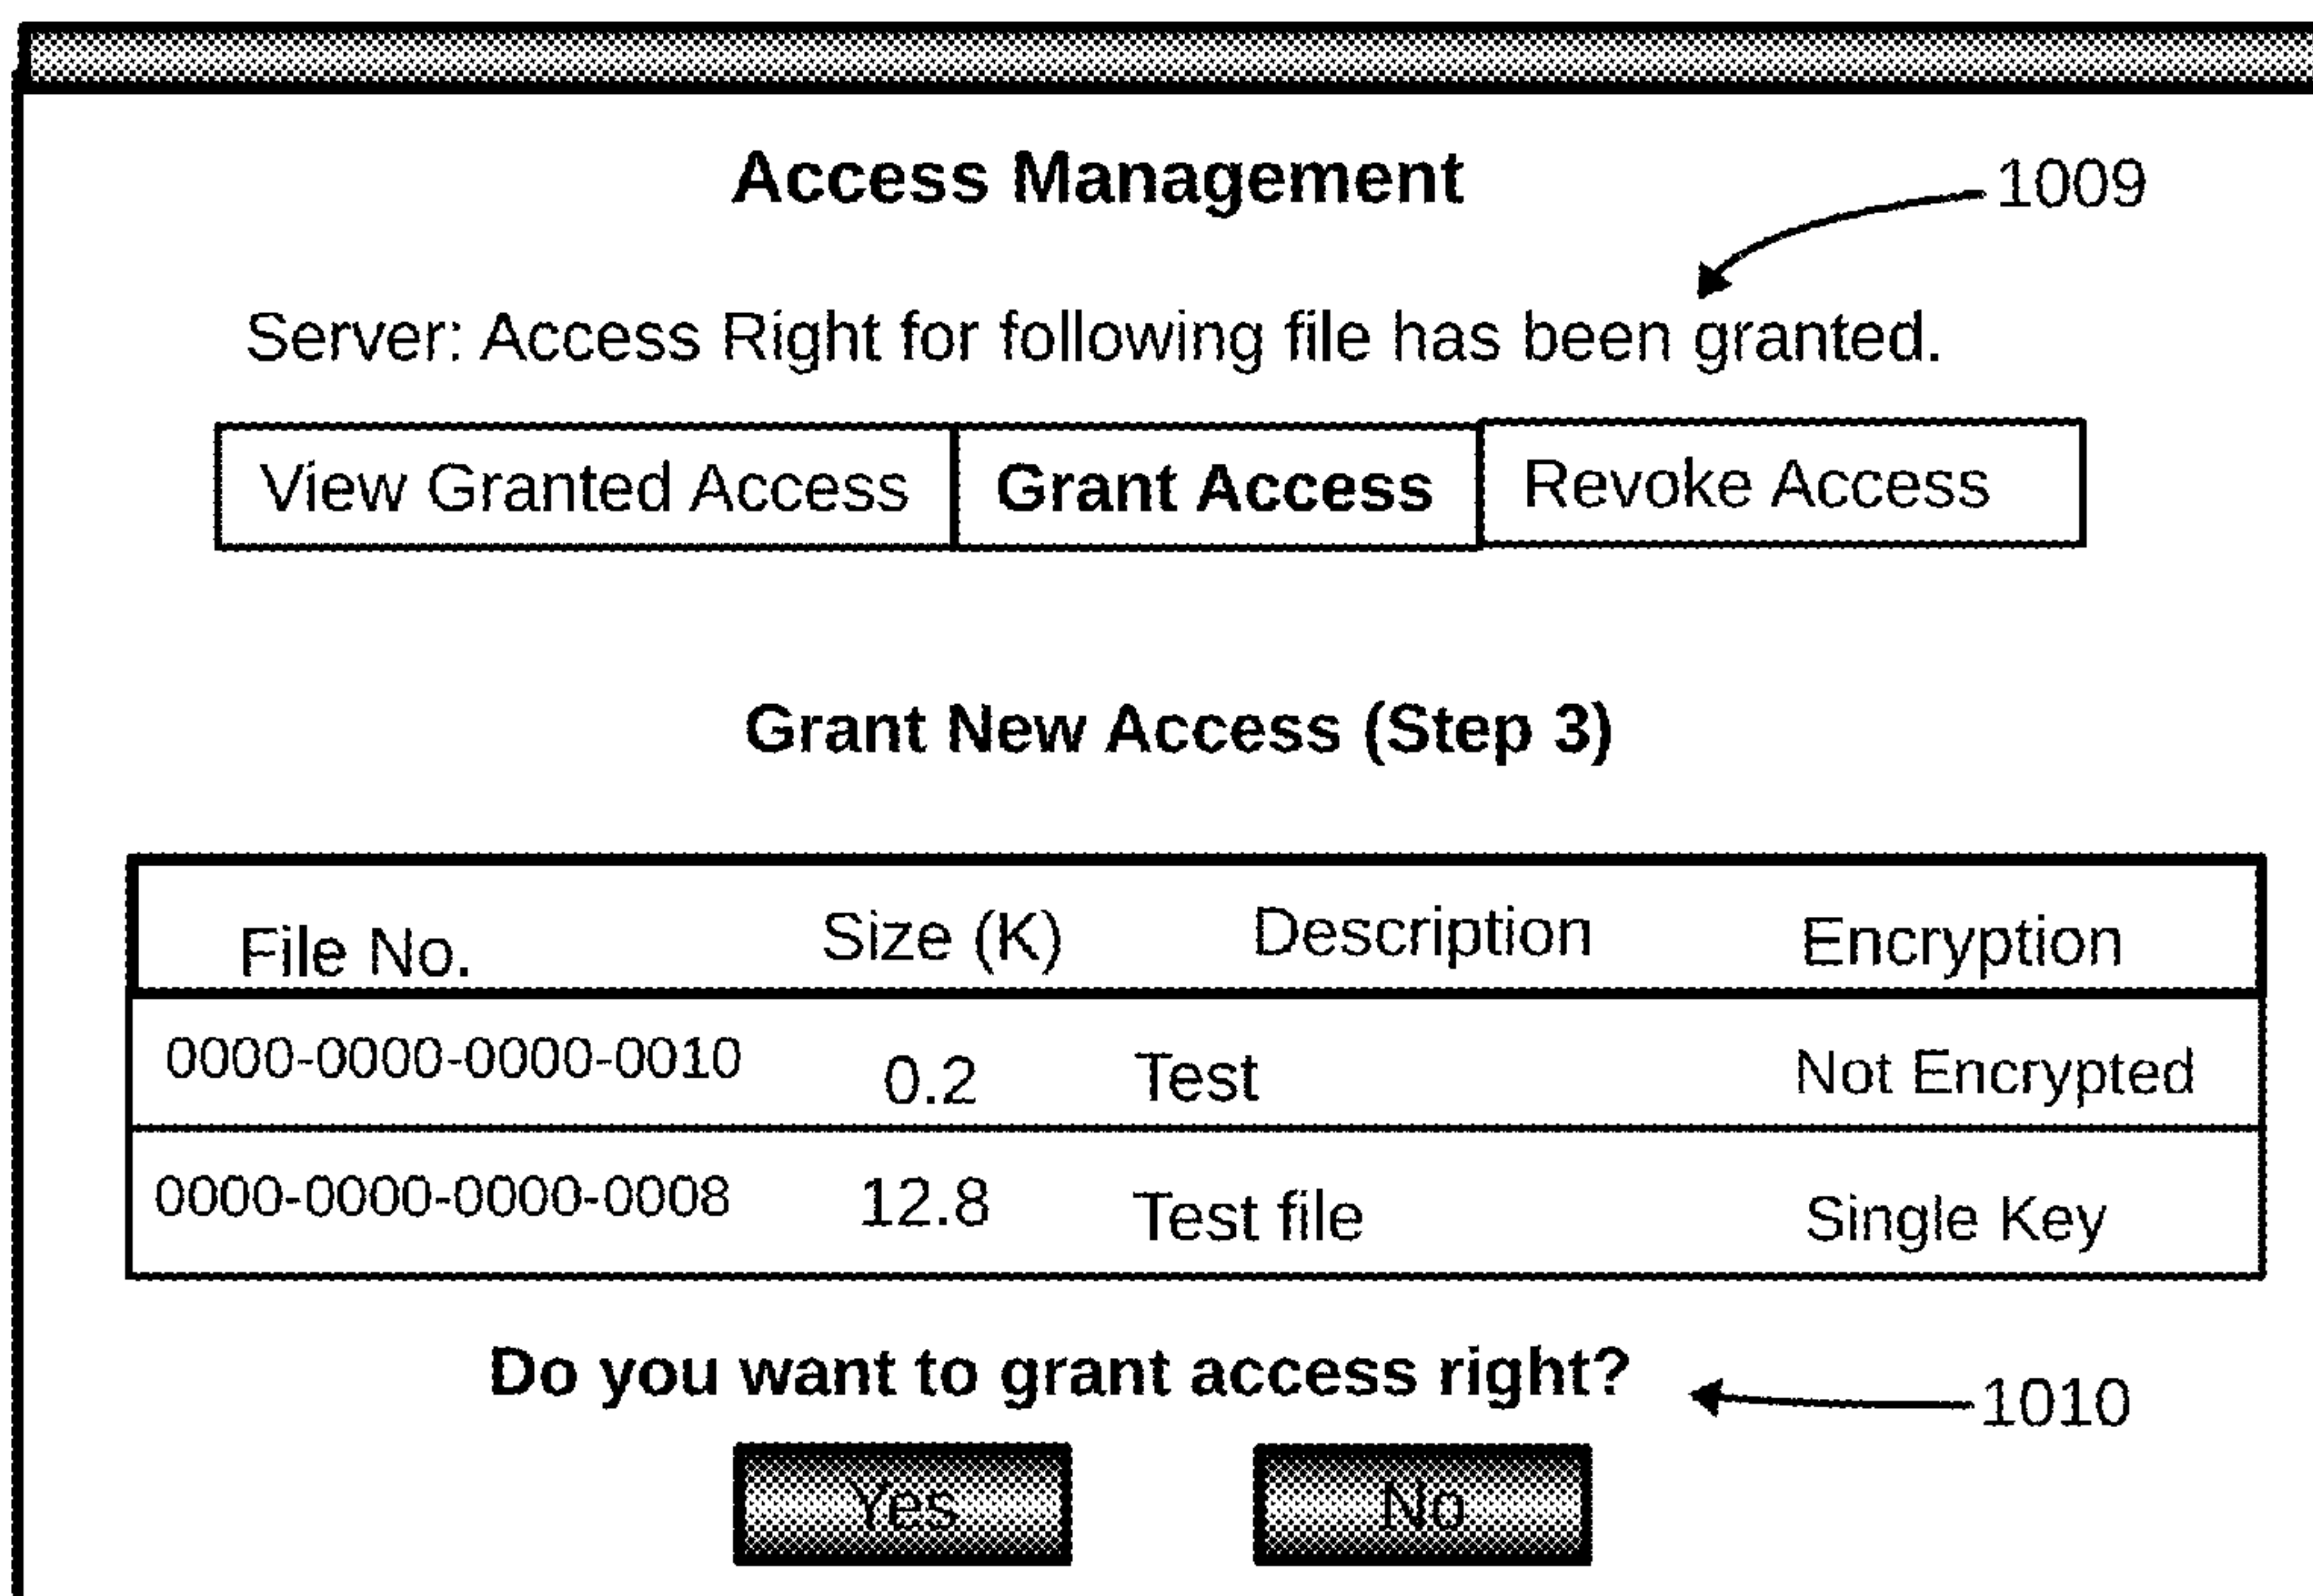 Access Management
1009
Server: Access Right for following file has been granted.
View Granted Access Grant Access Revoke Access
Grant New Access (Step 3)
File No. Size (K) Description Encryption
0000-0000-0000-0010 0.2 Test Not Encrypted
0000-0000-0000-0008 12.8 Test file Single Key
Do you want to grant access right?
1010
Yes No